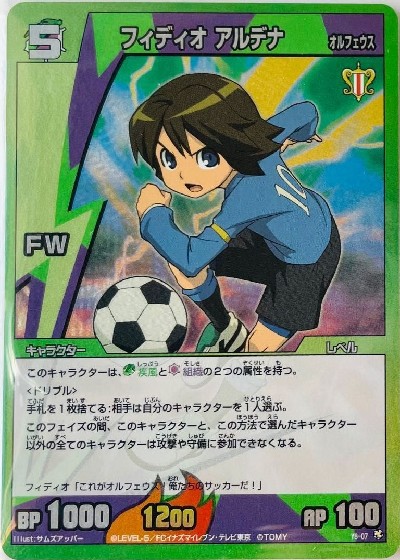 5
フィディオ アルデナ
オルフェウス
10
FW
キャラクター
レベル
このキャラクターは、疾風と組織の２つの属性を持つ。
<ドリブル>
手札を１枚捨てる:相手は自分のキャラクターを１人選ぶ。
このフェイズの間、このキャラクターと、この方法で選んだキャラクター
以外の全てのキャラクターは攻撃や守備に参加できなくなる。
フィディオ「これがオルフェウス！俺たちのサッカーだ！」
BP 1000
1200
AP 100
Illust:サムズアッパー
©LEVEL-5/FCイナズマイレブン・テレビ東京 ©TOMY